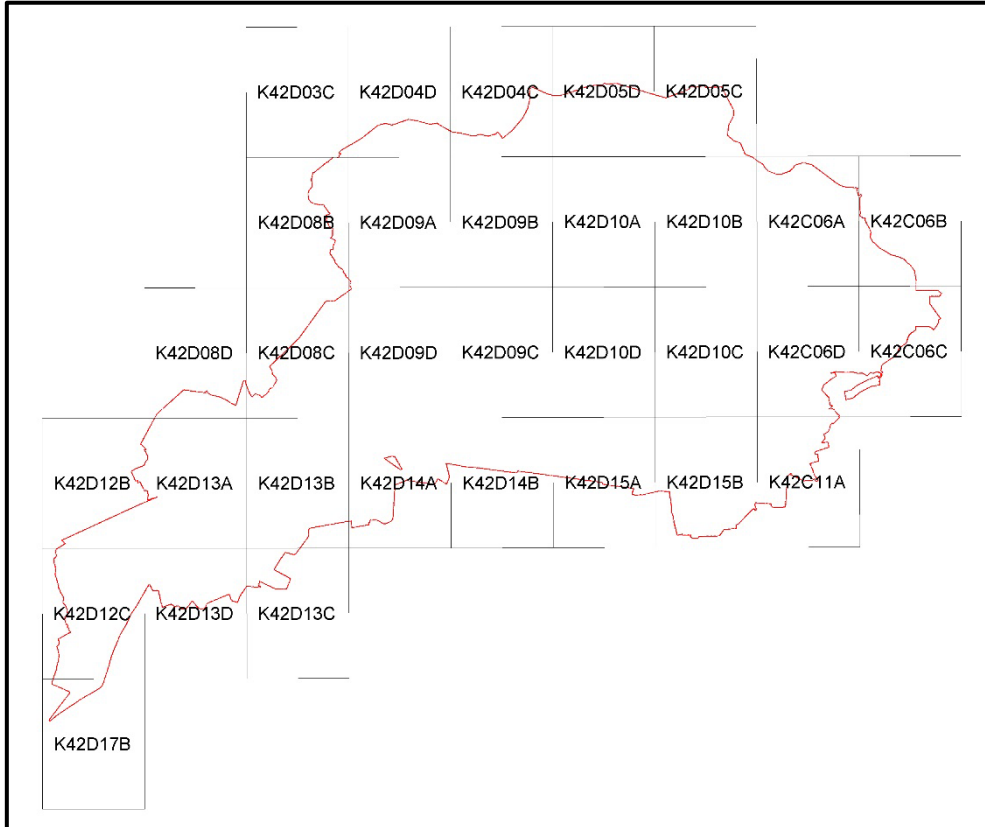 K42D03C K42D04D K42D04C K42D05D K42D05C
K42D08B K42D09A K42D09B K42D10A K42D10B K42C06A K42C06B
K42D08D K42D08C K42D09D K42D09C K42D10D K42D10C K42C06D K42C06C
K42D12B K42D13A K42D13B K42D14A K42D14B K42D15A K42D15B K42C11A
K42D12C K42D13D K42D13C
K42D17B